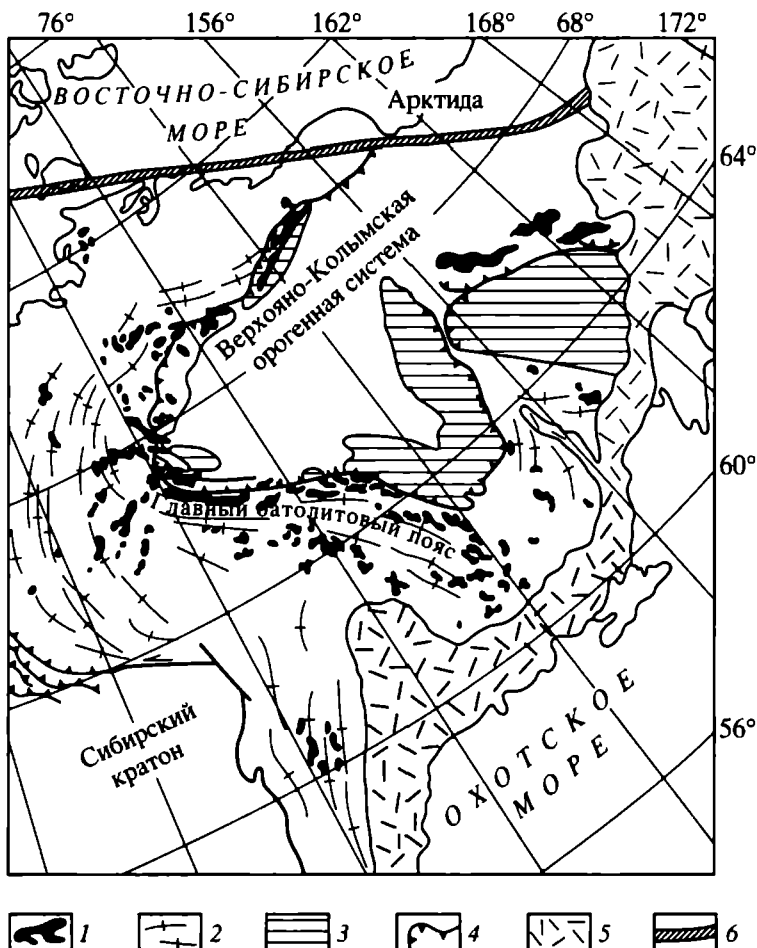 76° 156° 162° 168° 68° 172°
ВОСТОЧНО-СИБИРСКОЕ
МОРЕ
Арктида
64°
Верхояно-Колымская
орогенная система
60°
лавный батолитовый пояс
56°
Сибирский
кратон
ОХОТСКОЕ
МОРЕ
1 2 3 4 5 6